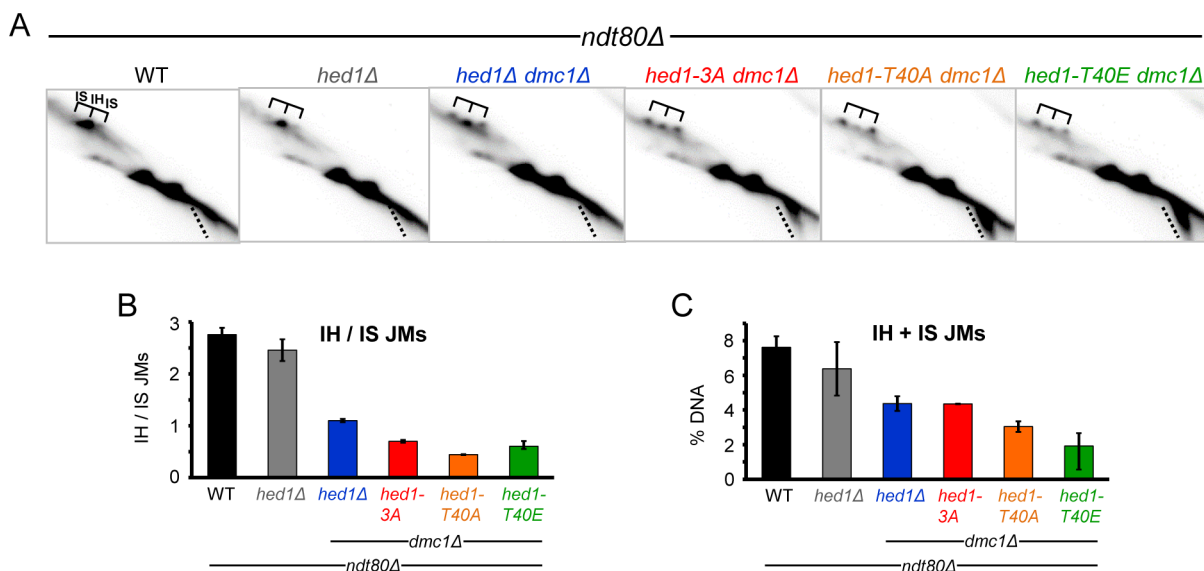 A
ndt80Δ
WT hed1Δ hed1Δ dmc1Δ hed1-3A dmc1Δ hed1-T40A dmc1Δ hed1-T40E dmc1Δ
IS IH IS
B
IH / IS JMs
IH / IS JMs
3
2
1
0
WT hed1Δ hed1Δ hed1-3A hed1-T40A hed1-T40E
dmc1Δ
ndt80Δ
C
IH + IS JMs
% DNA
8
6
4
2
0
WT hed1Δ hed1Δ hed1-3A hed1-T40A hed1-T40E
dmc1Δ
ndt80Δ